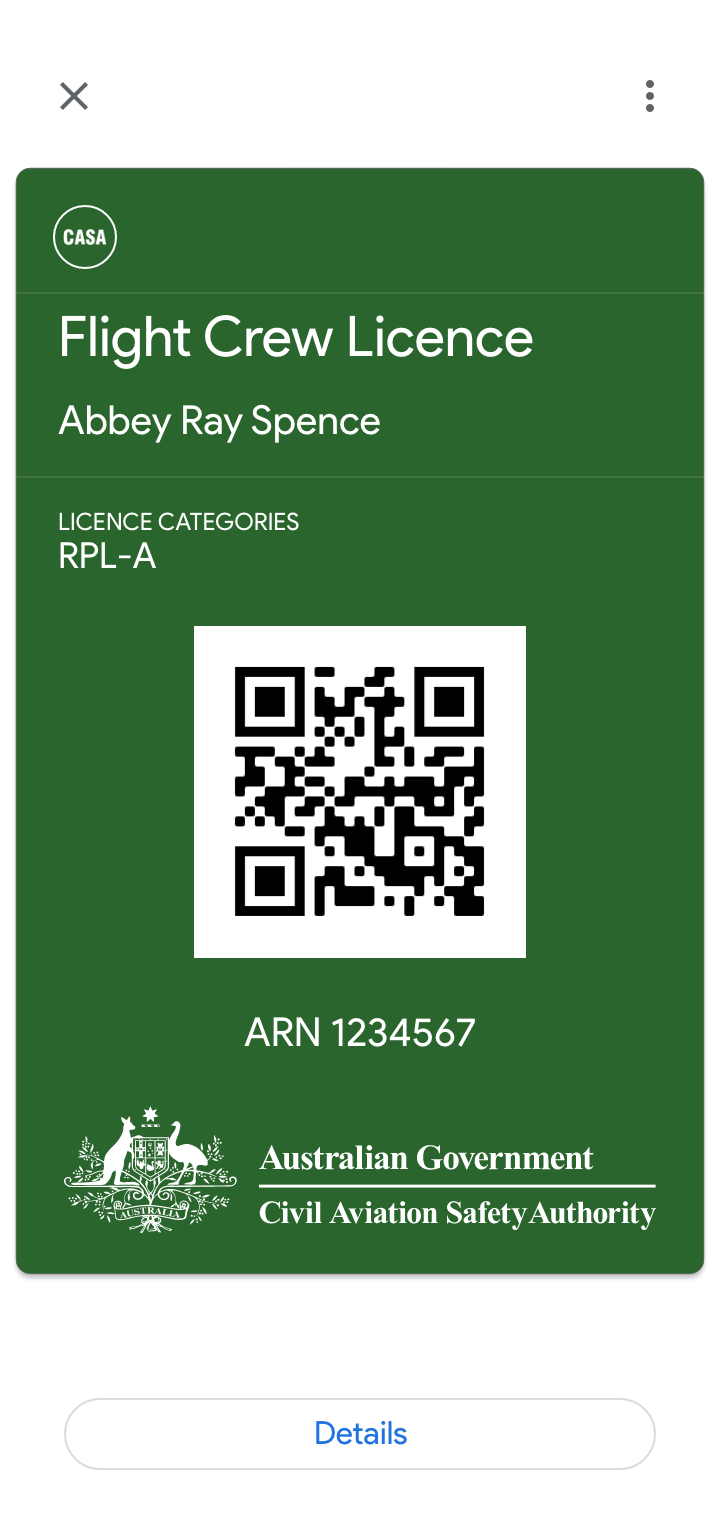 CASA
Flight Crew Licence
Abbey Ray Spence
LICENCE CATEGORIES
RPL-A
ARN 1234567
AUSTRALIA
Australian Government
Civil Aviation Safety Authority
Details